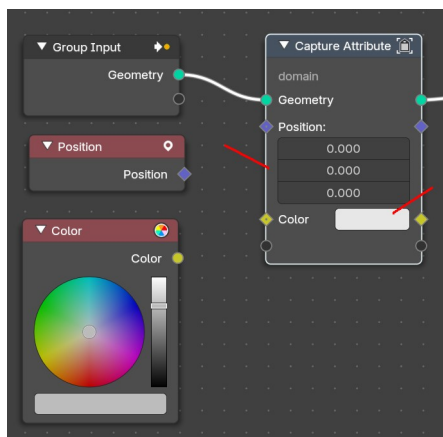 Group Input
Geometry
Position
Position
Color
Color
Capture Attribute
domain
Geometry
Position:
0.000
0.000
0.000
Color